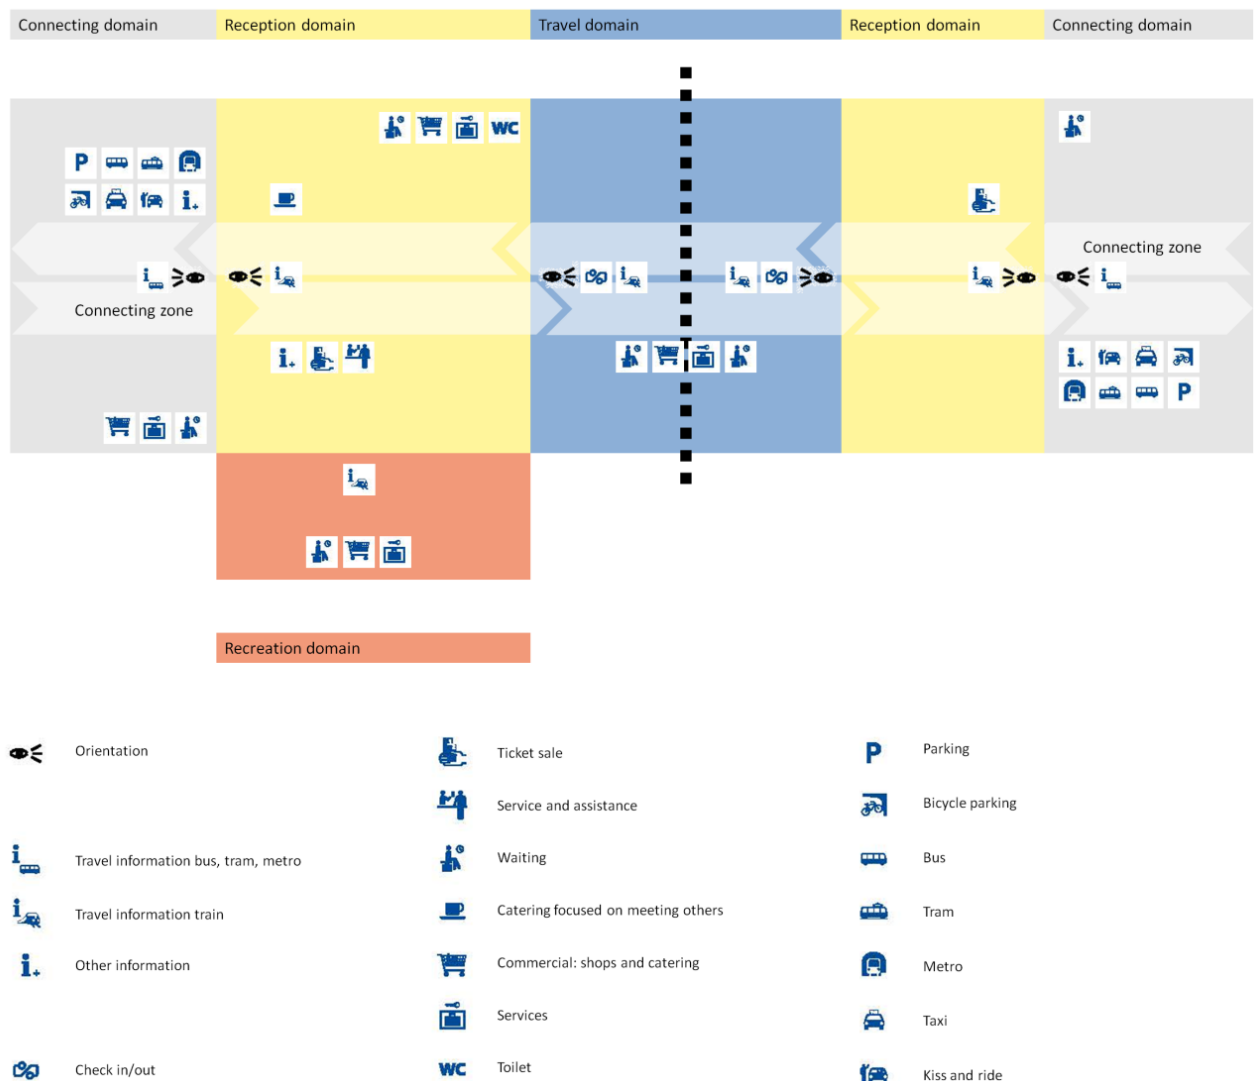 Connecting domain
Reception domain
Travel domain
Reception domain
Connecting domain
WC
P
i+
i
i
Connecting zone
i
i
i
i
Connecting zone
i+
i+
P
i
Recreation domain
Orientation
Travel information bus, tram, metro
Travel information train
Other information
Check in/out
Ticket sale
Service and assistance
Waiting
Catering focused on meeting others
Commercial: shops and catering
Services
WC Toilet
P Parking
Bicycle parking
Bus
Tram
Metro
Taxi
Kiss and ride